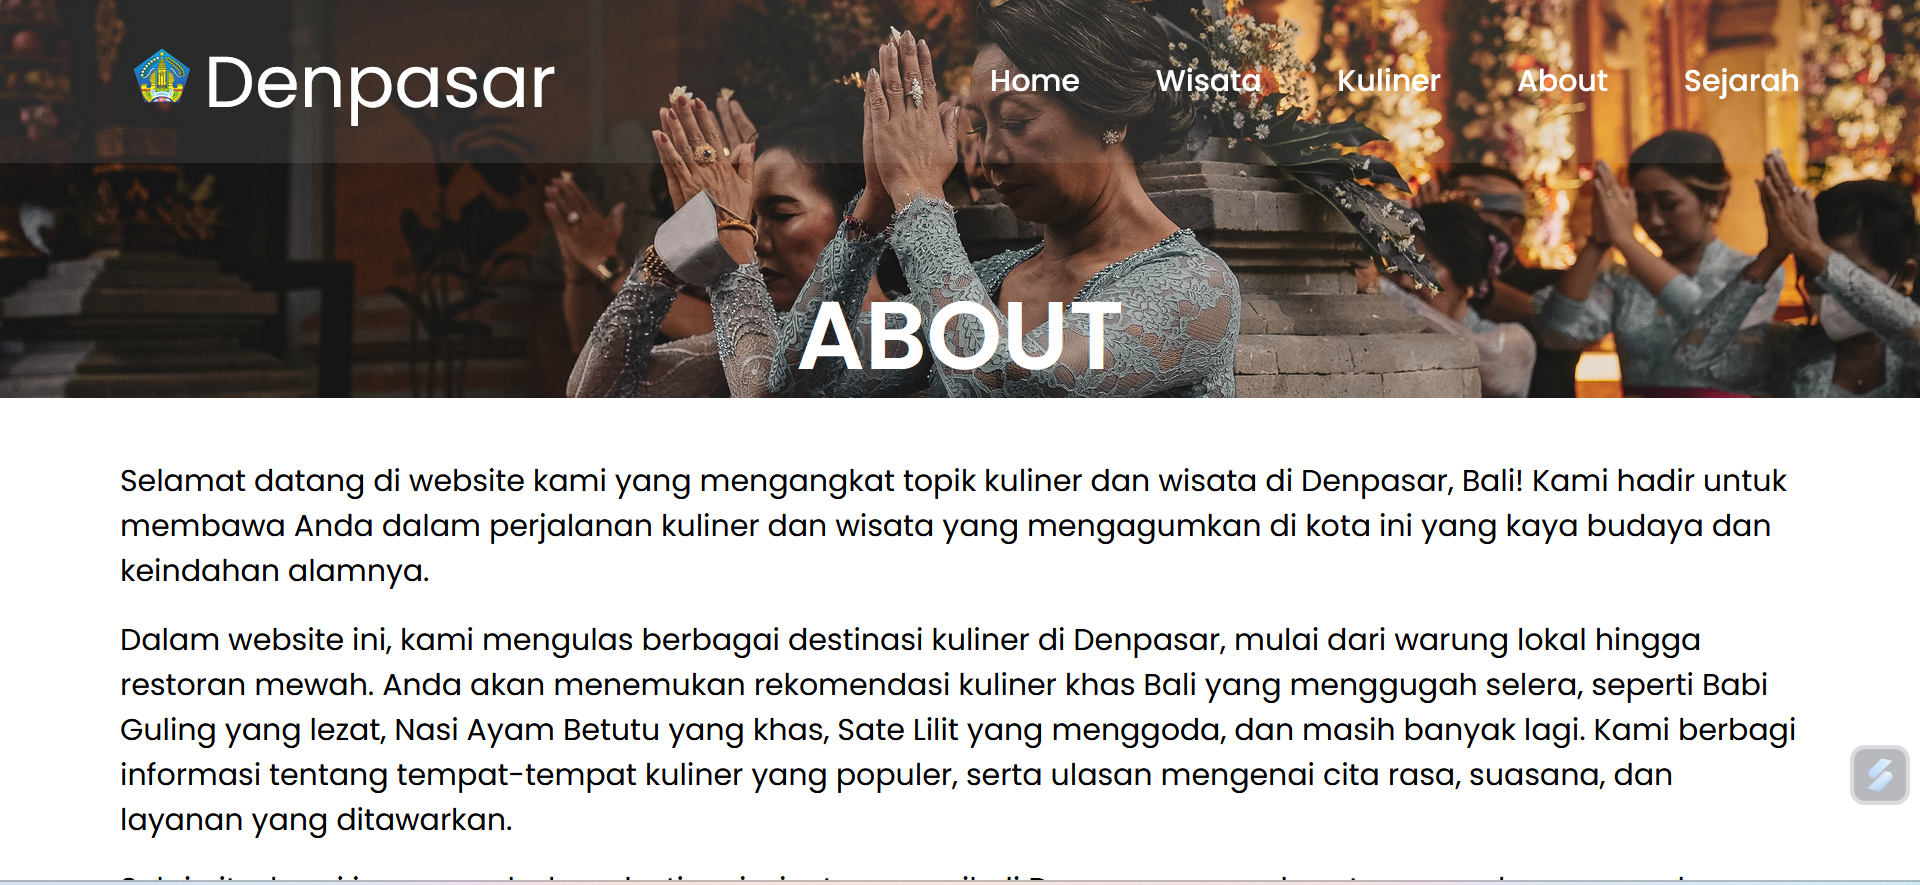 Denpasar
Home Wisata Kuliner About Sejarah
ABOUT
Selamat datang di website kami yang mengangkat topik kuliner dan wisata di Denpasar, Bali! Kami hadir untuk
membawa Anda dalam perjalanan kuliner dan wisata yang mengagumkan di kota ini yang kaya budaya dan
keindahan alamnya.
Dalam website ini, kami mengulas berbagai destinasi kuliner di Denpasar, mulai dari warung lokal hingga
restoran mewah. Anda akan menemukan rekomendasi kuliner khas Bali yang menggugah selera, seperti Babi
Guling yang lezat, Nasi Ayam Betutu yang khas, Sate Lilit yang menggoda, dan masih banyak lagi. Kami berbagi
informasi tentang tempat-tempat kuliner yang populer, serta ulasan mengenai cita rasa, suasana, dan
layanan yang ditawarkan.